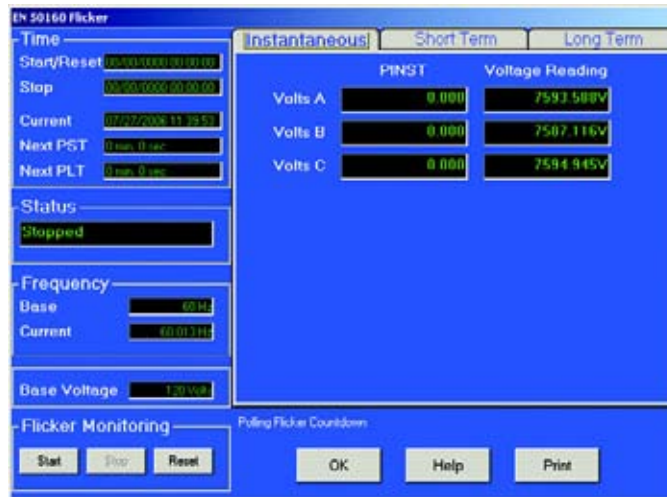 EN 50160 Flicker
Time
Start/Reset 00/00/0000 00:00:00
Stop 00/00/0000 00:00:00
Current 07/27/2006 11:39:53
Next PST 0 min, 0 sec
Next PLT 0 min, 0 sec
Status
Stopped
Frequency
Base 60 Hz
Current 60.013 Hz
Base Voltage 120 Volts
Flicker Monitoring
Start Stop Reset
Instantaneous Short Term Long Term
PINST Voltage Reading
Volts A 0.000 7593.588V
Volts B 0.000 7587.116V
Volts C 0.000 7594.945V
Polling Flicker Countdown
OK Help Print